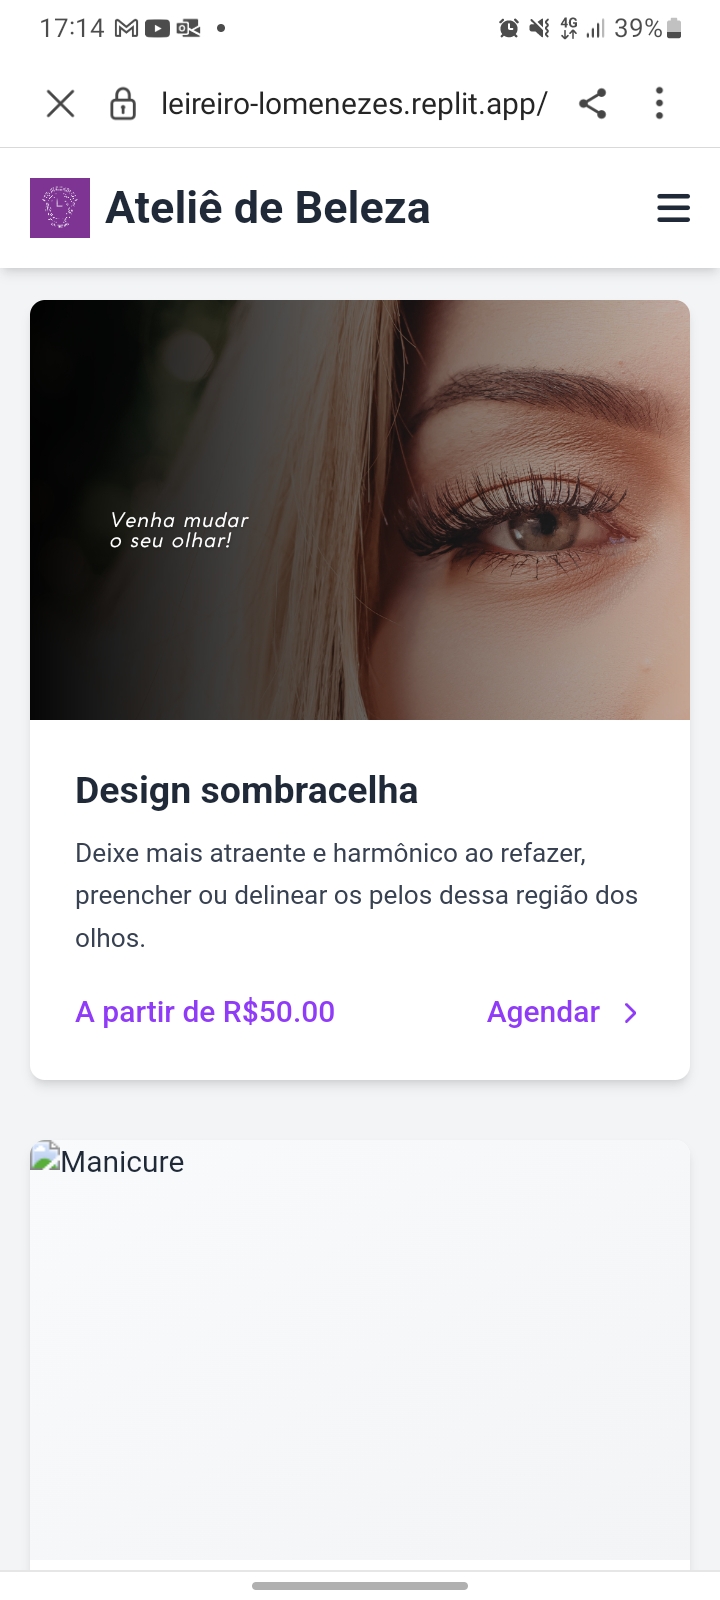 17:14
4G
39%
leireiro-lomenezes.replit.app/
L
Ateliê de Beleza
Venha mudar
o seu olhar!
Design sombracelha
Deixe mais atraente e harmônico ao refazer,
preencher ou delinear os pelos dessa região dos
olhos.
A partir de R$50.00
Agendar
Manicure